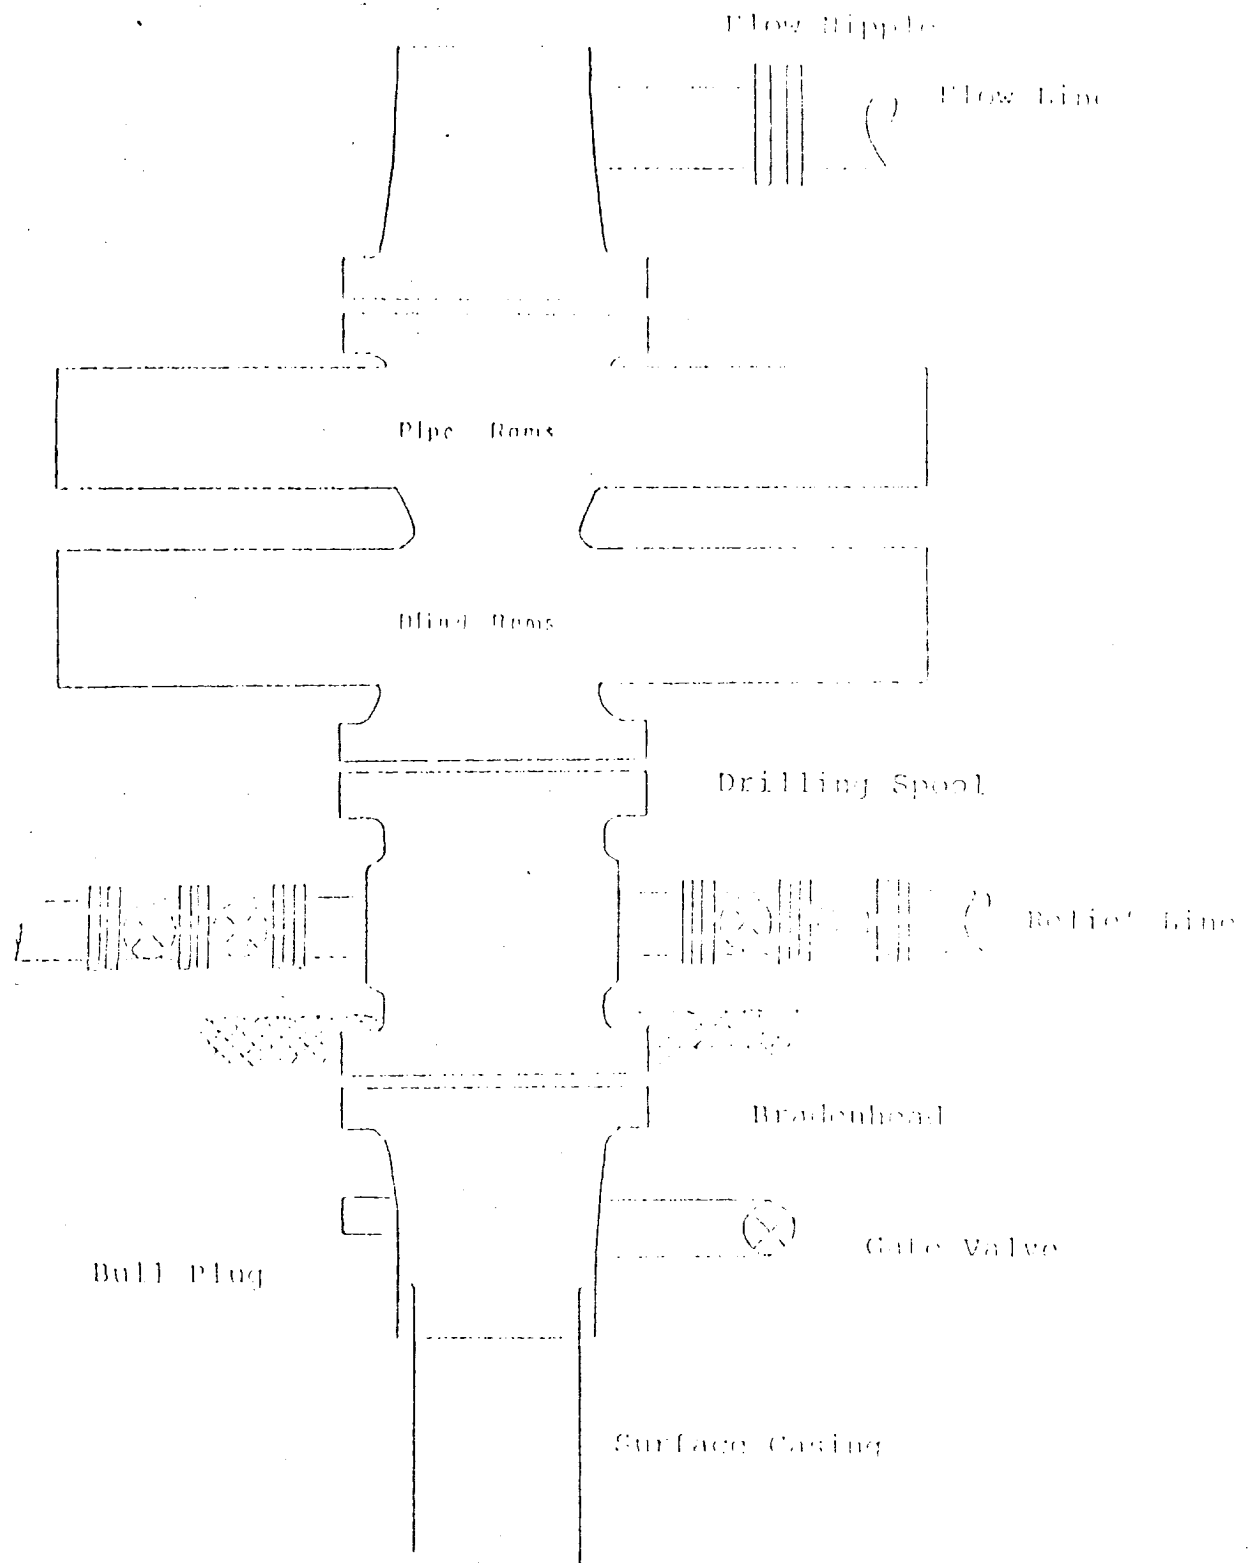 Flow Nipple
Flow Line
Pipe Rams
Blind Rams
Drilling Spool
Relief Line
Bradenhead
Gate Valve
Bull Plug
Surface Casing